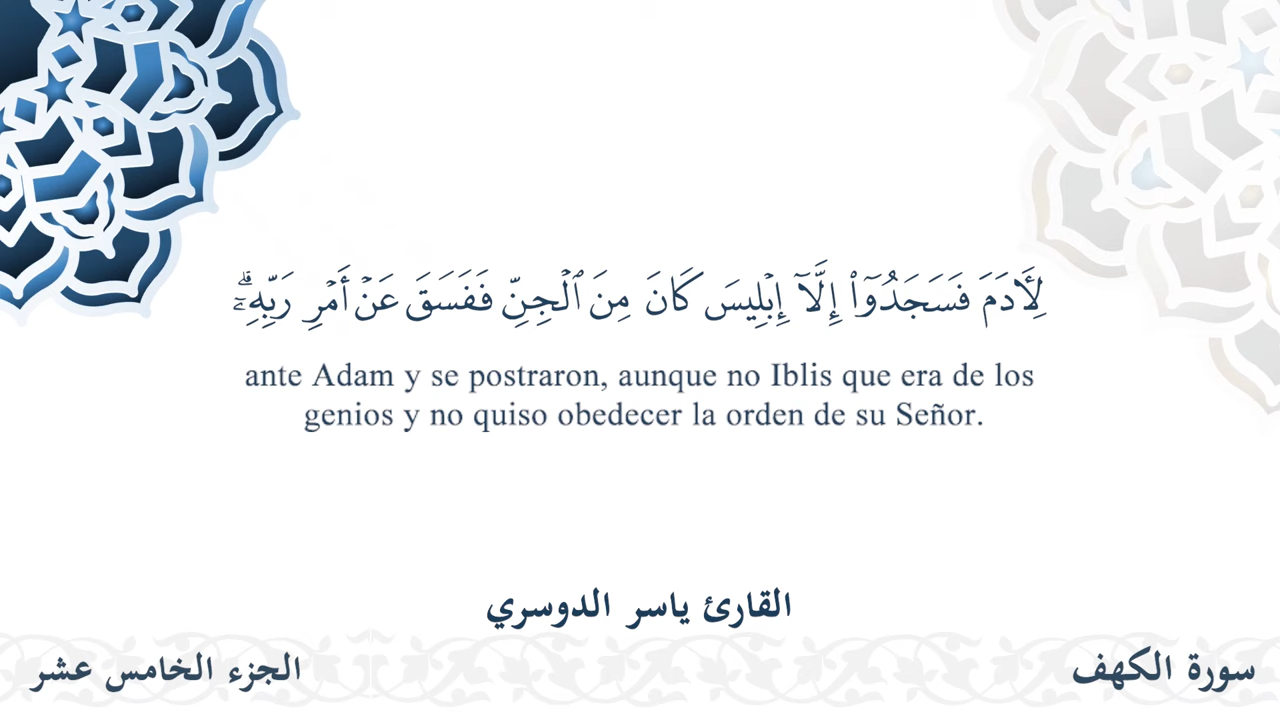 لِأٓدَمَ فَسَجَدُوٓا۟ إِلَّآ إِبۡلِيسَ كَانَ مِنَ ٱلۡجِنِّ فَفَسَقَ عَنۡ أَمۡرِ رَبِّهِۦٓۗ
ante Adam y se postraron, aunque no Iblis que era de los
genios y no quiso obedecer la orden de su Señor.
القارئ ياسر الدوسري
سورة الكهف
الجزء الخامس عشر